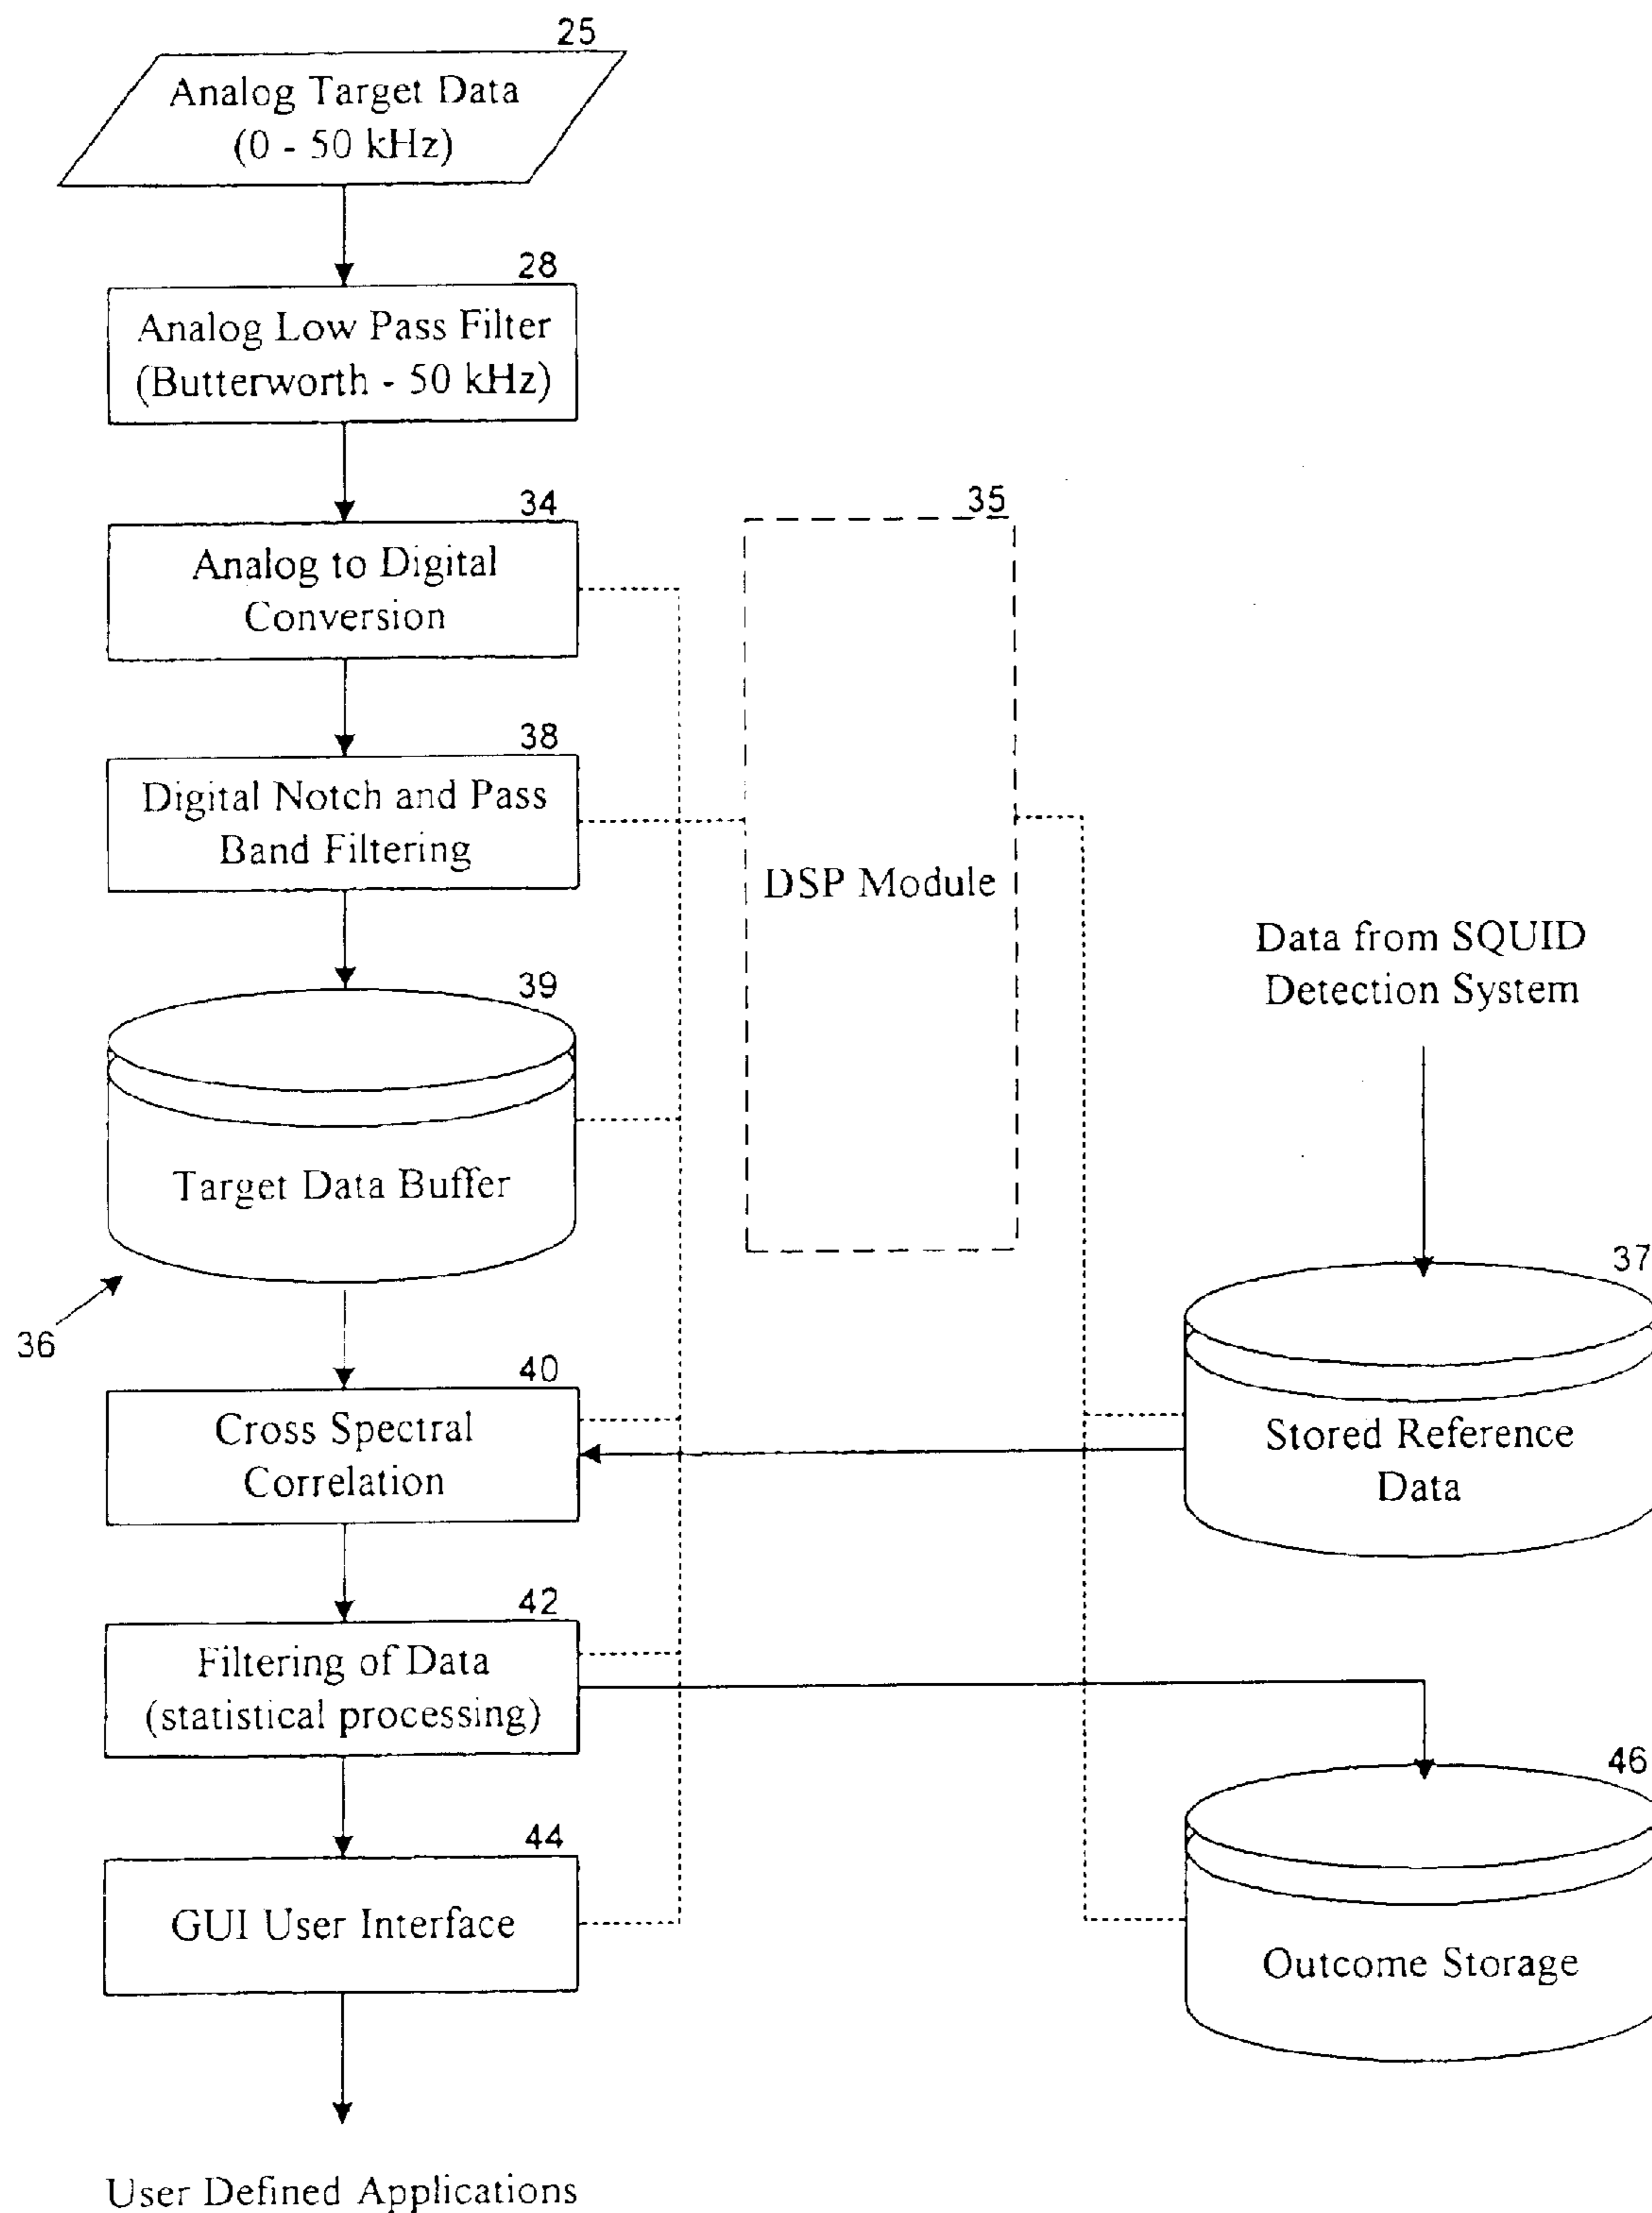 25
Analog Target Data
(0 - 50 kHz)
28
Analog Low Pass Filter
(Butterworth - 50 kHz)
34
Analog to Digital
Conversion
35
DSP Module
38
Digital Notch and Pass
Band Filtering
39
Target Data Buffer
36
Data from SQUID
Detection System
37
Stored Reference
Data
40
Cross Spectral
Correlation
42
Filtering of Data
(statistical processing)
46
Outcome Storage
44
GUI User Interface
User Defined Applications